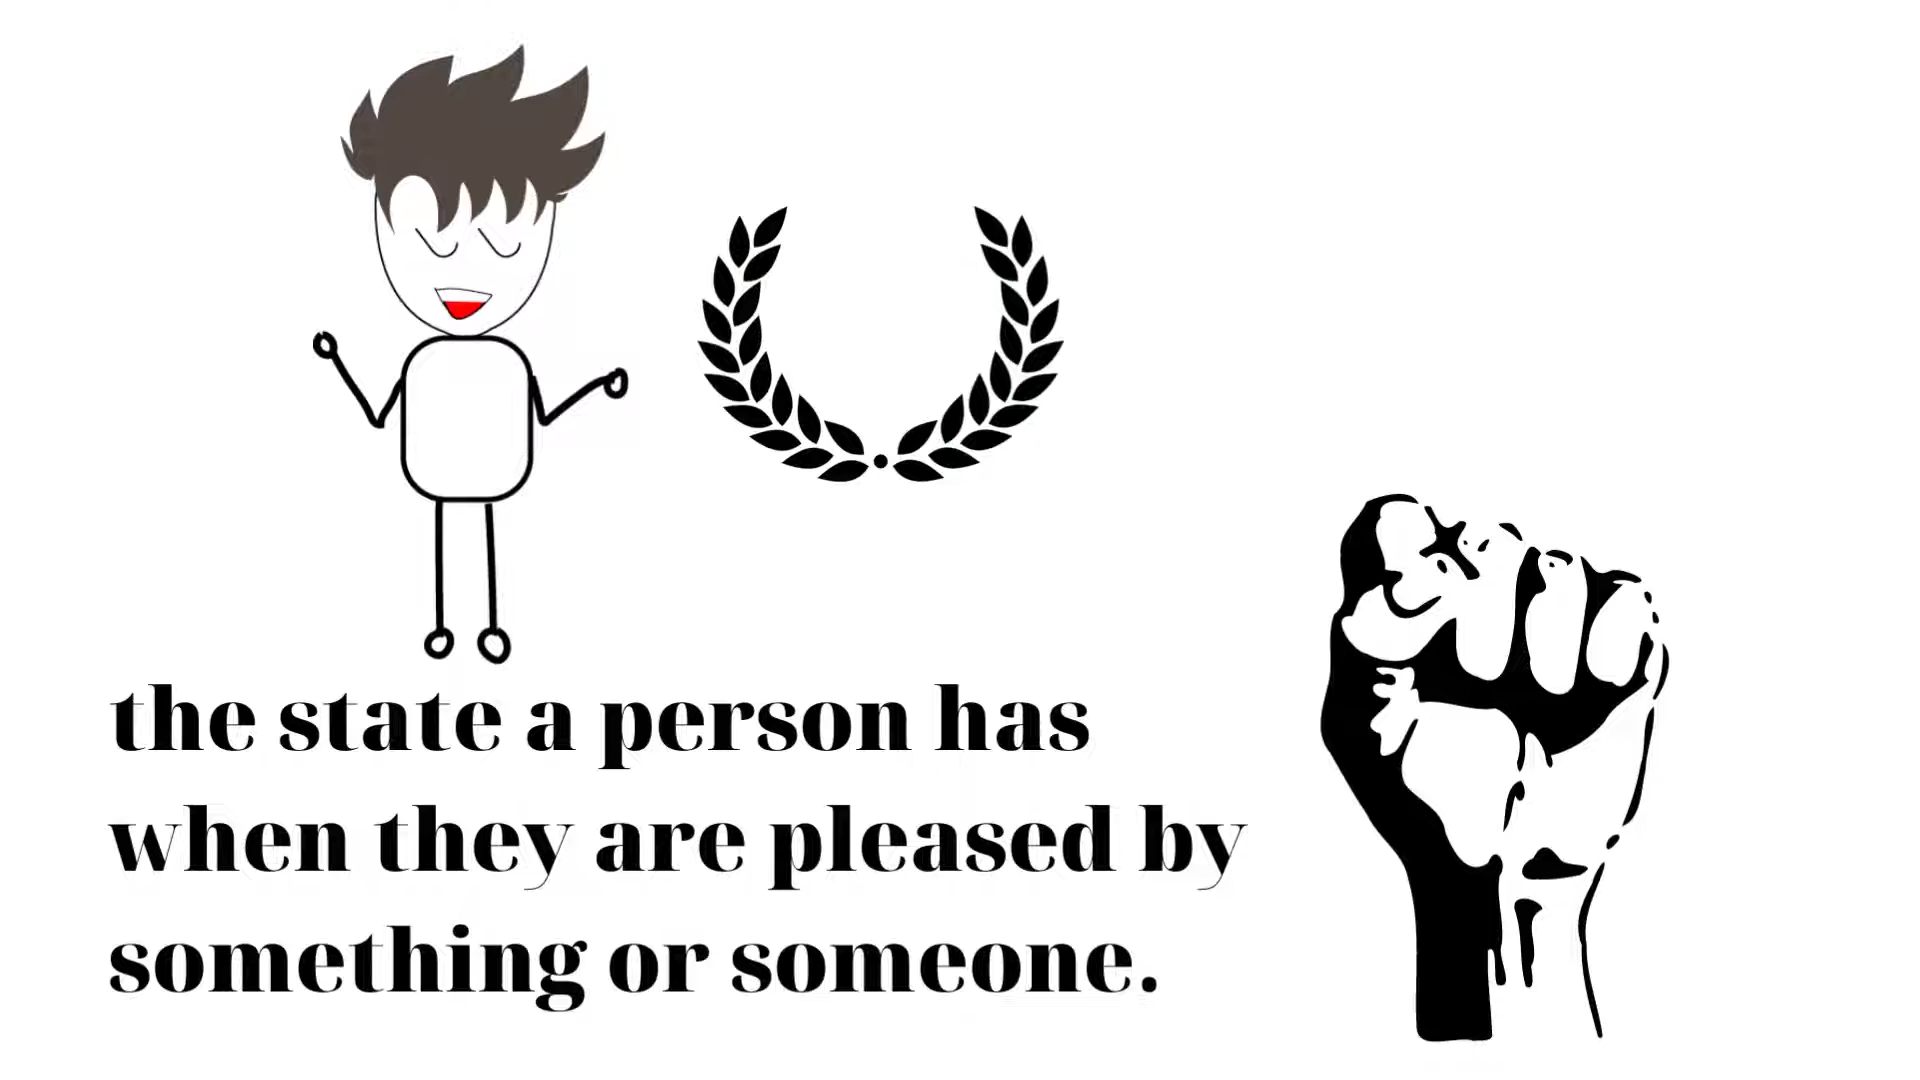 the state a person has
when they are pleased by
something or someone.